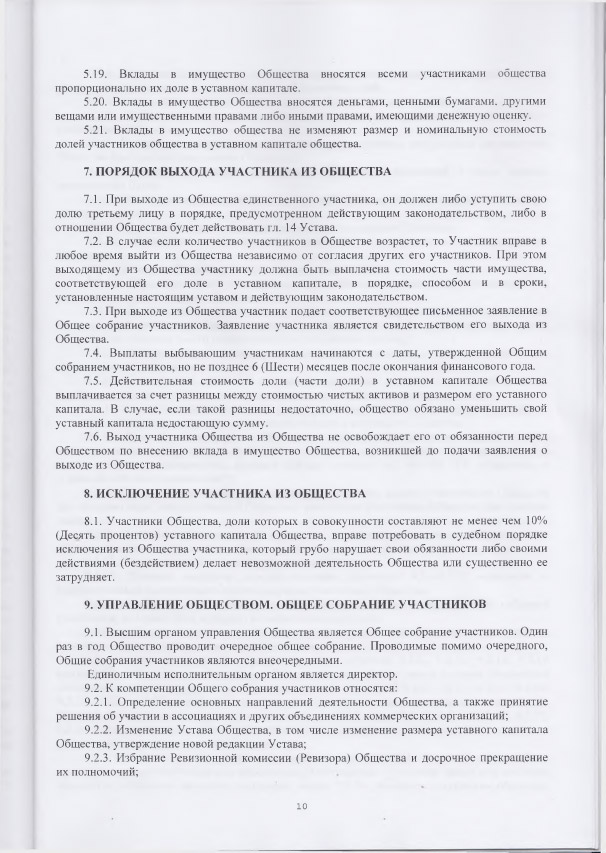 5.19. Вклады в имущество Общества вносятся всеми участниками общества
пропорционально их доле в уставном капитале.
5.20. Вклады в имущество Общества вносятся деньгами, ценными бумагами, другими
вещами или имущественными правами либо иными правами, имеющими денежную оценку.
5.21. Вклады в имущество общества не изменяют размер и номинальную стоимость
долей участников общества в уставном капитале общества.
7. ПОРЯДОК ВЫХОДА УЧАСТНИКА ИЗ ОБЩЕСТВА
7.1. При выходе из Общества единственного участника, он должен либо уступить свою
долю третьему лицу в порядке, предусмотренном действующим законодательством, либо в
отношении Общества будет действовать гл. 14 Устава.
7.2. В случае если количество участников в Обществе возрастет, то Участник вправе в
любое время выйти из Общества независимо от согласия других его участников. При этом
выходящему из Общества участнику должна быть выплачена стоимость части имущества,
соответствующей его доле в уставном капитале, в порядке, способом и в сроки,
установленные настоящим уставом и действующим законодательством.
7.3. При выходе из Общества участник подает соответствующее письменное заявление в
Общее собрание участников. Заявление участника является свидетельством его выхода из
Общества.
7.4. Выплаты выбывающим участникам начинаются с даты, утвержденной Общим
собранием участников, но не позднее 6 (Шести) месяцев после окончания финансового года.
7.5. Действительная стоимость доли (части доли) в уставном капитале Общества
выплачивается за счет разницы между стоимостью чистых активов и размером его уставного
капитала. В случае, если такой разницы недостаточно, общество обязано уменьшить свой
уставный капитала недостающую сумму.
7.6. Выход участника Общества из Общества не освобождает его от обязанности перед
Обществом по внесению вклада в имущество Общества, возникшей до подачи заявления о
выходе из Общества.
8. ИСКЛЮЧЕНИЕ УЧАСТНИКА ИЗ ОБЩЕСТВА
8.1. Участники Общества, доли которых в совокупности составляют не менее чем 10%
(Десять процентов) уставного капитала Общества, вправе потребовать в судебном порядке
исключения из Общества участника, который грубо нарушает свои обязанности либо своими
действиями (бездействием) делает невозможной деятельность Общества или существенно ее
затрудняет.
9. УПРАВЛЕНИЕ ОБЩЕСТВОМ. ОБЩЕЕ СОБРАНИЕ УЧАСТНИКОВ
9.1. Высшим органом управления Общества является Общее собрание участников. Один
раз в год Общество проводит очередное общее собрание. Проводимые помимо очередного,
Общие собрания участников являются внеочередными.
Единоличным исполнительным органом является директор.
9.2. К компетенции Общего собрания участников относятся:
9.2.1. Определение основных направлений деятельности Общества, а также принятие
решения об участии в ассоциациях и других объединениях коммерческих организаций;
9.2.2. Изменение Устава Общества, в том числе изменение размера уставного капитала
Общества, утверждение новой редакции Устава;
9.2.3. Избрание Ревизионной комиссии (Ревизора) Общества и досрочное прекращение
их полномочий;
10